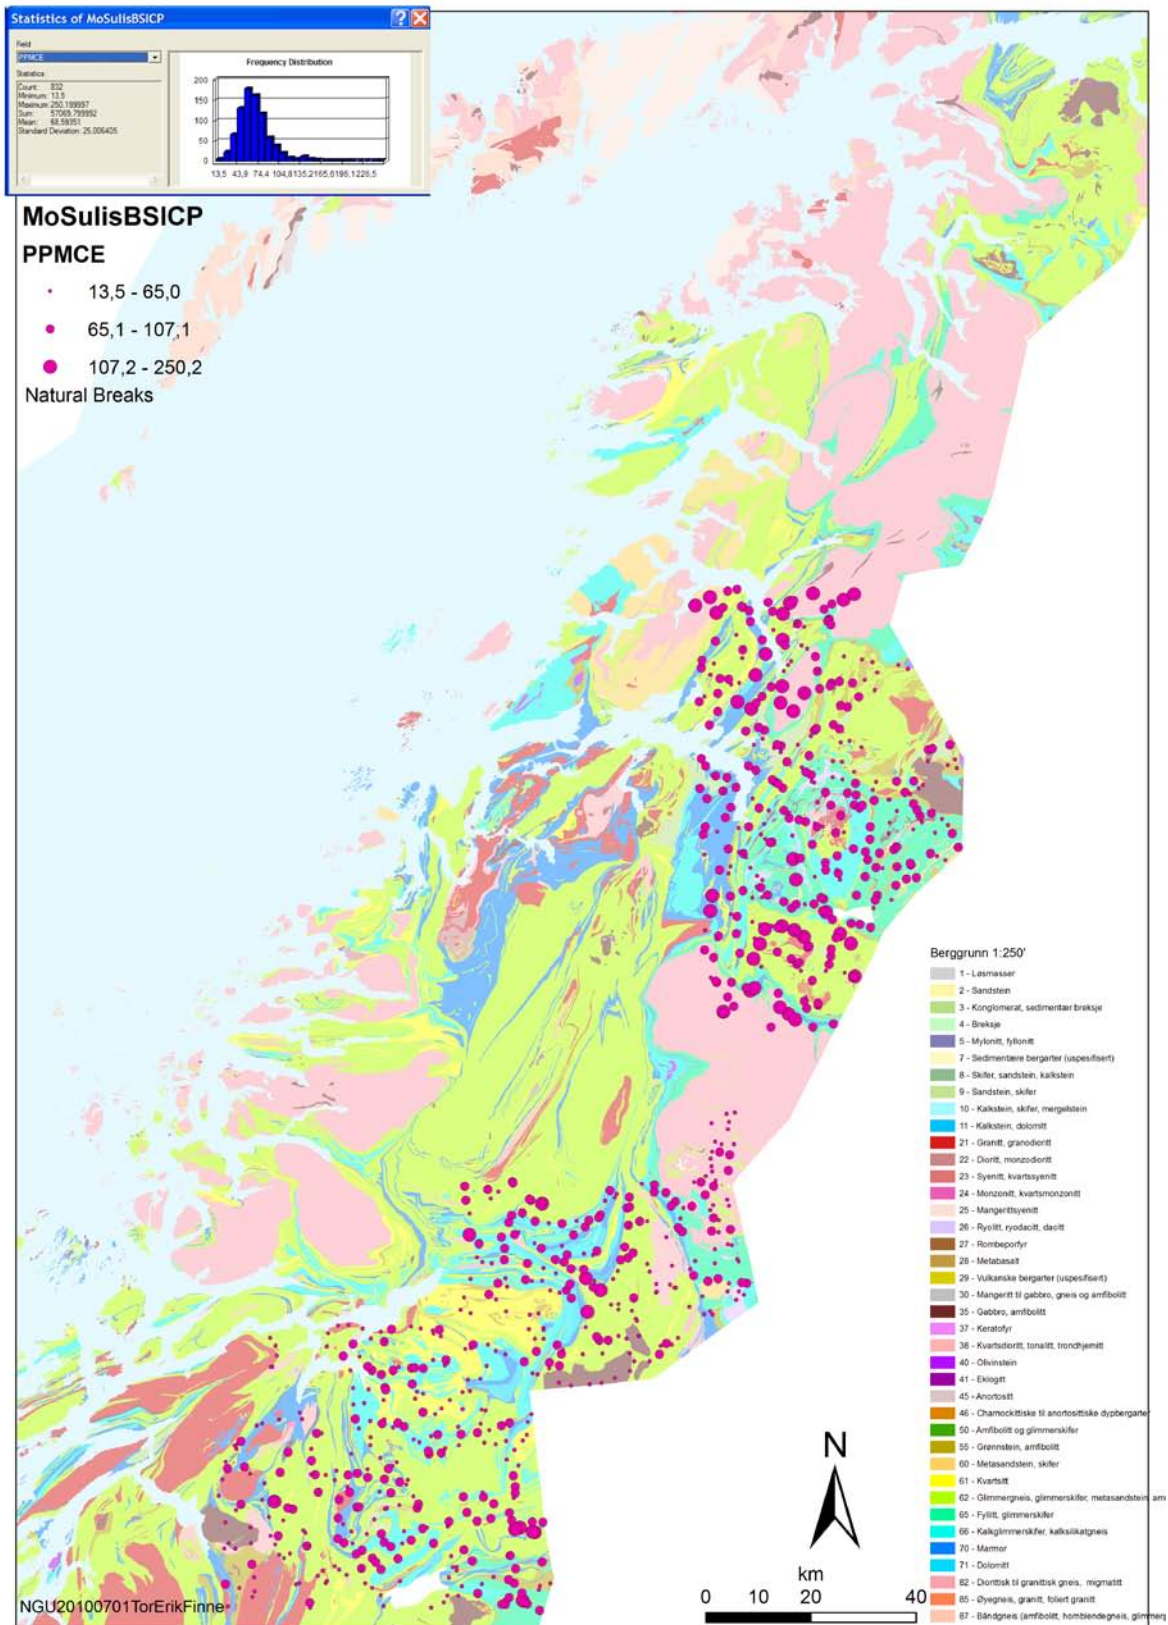 Statistics of MoSulisBSICP
Field
PPMCE
Statistics:
Count: 832
Minimum: 13,5
Maximum: 250,199997
Sum: 57069,799992
Mean: 68,59351
Standard Deviation: 25,006405
Frequency Distribution
200
150
100
50
0
13,5 43,9 74,4 104,8135,2165,6196,1226,5
MoSulisBSICP
PPMCE
13,5 - 65,0
65,1 - 107,1
107,2 - 250,2
Natural Breaks
Berggrunn 1:250'
1 - Løsmasser
2 - Sandstein
3 - Konglomerat, sedimentær breksje
4 - Breksje
5 - Mylonitt, fyllonitt
7 - Sedimentære bergarter (uspesifisert)
8 - Skifer, sandstein, kalkstein
9 - Sandstein, skifer
10 - Kalkstein, skifer, mergelstein
11 - Kalkstein, dolomitt
21 - Granitt, granodioritt
22 - Dioritt, monzodioritt
23 - Syenitt, kvartssyenitt
24 - Monzonitt, kvartsmonzonitt
25 - Mangerittsyenitt
26 - Ryolitt, ryodacitt, dacitt
27 - Rombeporfyr
28 - Metabasalt
29 - Vulkanske bergarter (uspesifisert)
30 - Mangeritt til gabbro, gneis og amfibolitt
35 - Gabbro, amfibolitt
37 - Keratofyr
38 - Kvartsdioritt, tonalitt, trondhjemitt
40 - Olivinstein
41 - Eklogitt
45 - Anortositt
46 - Charnockittiske til anortosittiske dypbergarter
50 - Amfibolitt og glimmerskifer
55 - Grønnstein, amfibolitt
60 - Metasandstein, skifer
61 - Kvartsitt
62 - Glimmergneis, glimmerskifer, metasandstein, am
65 - Fyllitt, glimmerskifer
66 - Kalkglimmerskifer, kalksilikatgneis
70 - Marmor
71 - Dolomitt
82 - Diorittisk til granittisk gneis, migmatitt
85 - Øyegneis, granitt, foliert granitt
87 - Båndgneis (amfibolitt, hornblendegneis, glimmerg
N
km
0 10 20 40
NGU20100701TorErikFinne